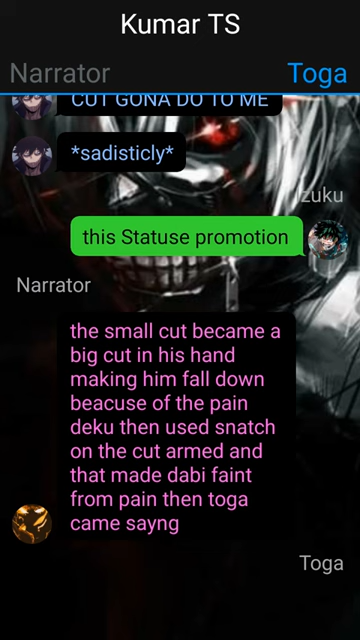 Kumar TS
Narrator
Toga
CUT GONA DO TO ME
*sadisticly*
Izuku
this Statuse promotion
Narrator
the small cut became a
big cut in his hand
making him fall down
beacuse of the pain
deku then used snatch
on the cut armed and
that made dabi faint
from pain then toga
came sayng
Toga